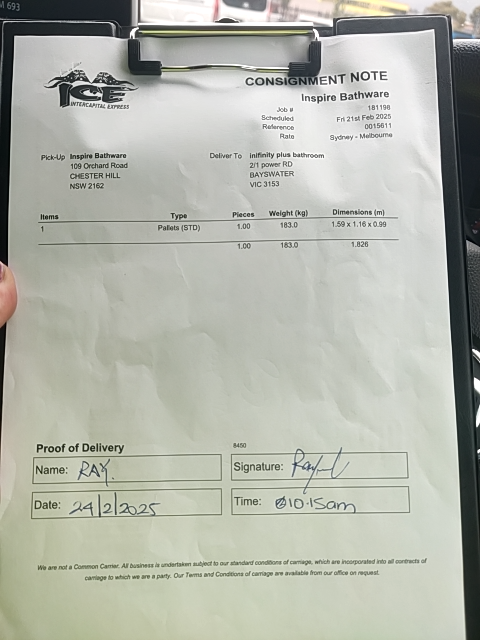 M 693
ICE
INTERCAPITAL EXPRESS
CONSIGNMENT NOTE
Inspire Bathware
Job # 181198
Scheduled Fri 21st Feb 2025
Reference 0015611
Rate Sydney - Melbourne
Pick-Up Inspire Bathware Deliver To inifinity plus bathroom
109 Orchard Road 2/1 power RD
CHESTER HILL BAYSWATER
NSW 2162 VIC 3153
Items Type Pieces Weight (kg) Dimensions (m)
1 Pallets (STD) 1.00 183.0 1.59 x 1.16 x 0.99
1.00 183.0 1.826
Proof of Delivery 8450
Name: RAY. Signature:
Date: 24/2/2025 Time: 010.15am
We are not a Common Carrier. All business is undertaken subject to our standard conditions of carriage, which are incorporated into all contracts of
carriage to which we are a party. Our Terms and Conditions of carriage are available from our office on request.